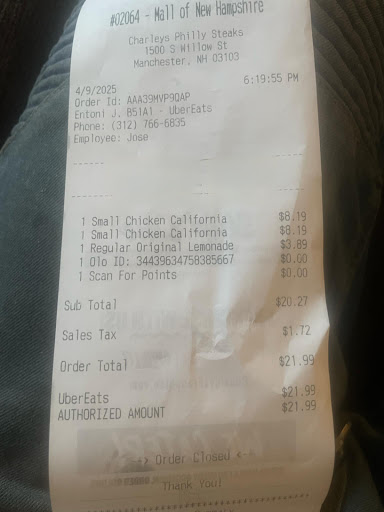 #02064 - Mall of New Hampshire
Charleys Philly Steaks
1500 S Willow St
Manchester, NH 03103
4/9/2025 6:19:55 PM
Order Id: AAA39MVP9QAP
Entoni J. B51A1 - UberEats
Phone: (312) 766-6835
Employee: Jose
------ ------
------ ------
1 Small Chicken California $8.19
1 Small Chicken California $8.19
1 Regular Original Lemonade $3.89
1 Olo ID: 34439634758385667 $0.00
1 Scan For Points $0.00
Sub Total $20.27
Sales Tax $1.72
Order Total $21.99
UberEats $21.99
AUTHORIZED AMOUNT $21.99
--> Order Closed <--
Thank You!